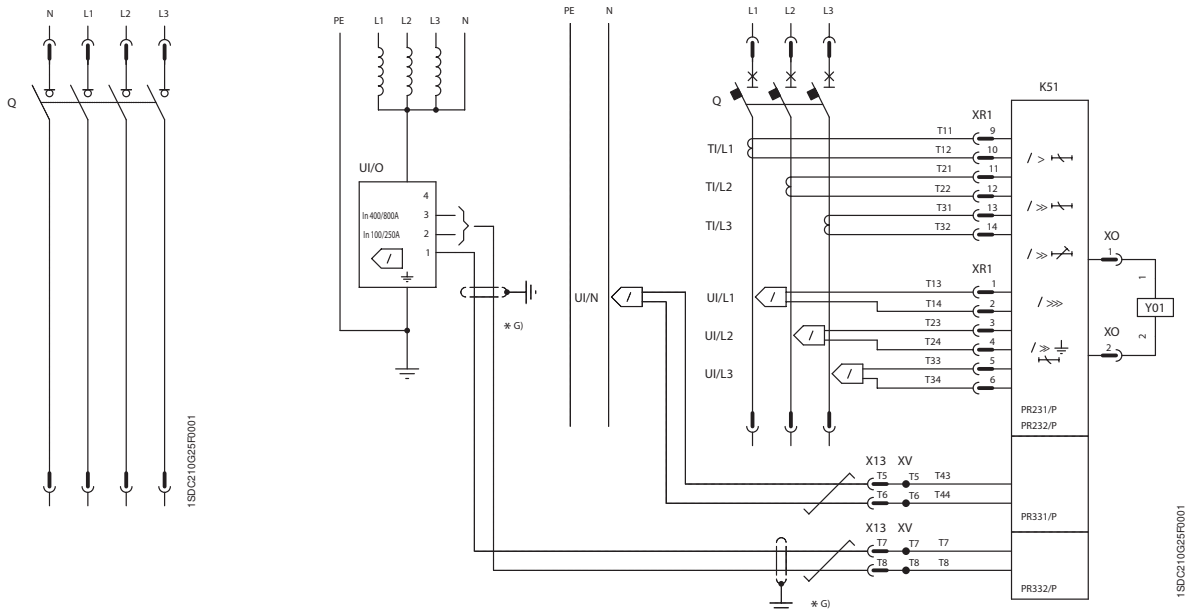 N L1 L2 L3
Q
1SDC210G25F0001
PE L1 L2 L3 N
UI/O
4
In 400/800A 3
In 100/250A 2
/ 1
* G)
PE N
UI/N /
L1 L2 L3
Q
K51
XR1
TI/L1 T11 9
T12 10
TI/L2 T21 11
T22 12
TI/L3 T31 13
T32 14
XR1
UI/L1 / T13 1
T14 2
UI/L2 / T23 3
T24 4
UI/L3 / T33 5
T34 6
/ >
/ >>
/ >>
/ >>>
/ >>
PR231/P
PR232/P
XO
1
1
Y01
XO
2
2
X13 XV
T5 T5 T43
T6 T6 T44
PR331/P
X13 XV
T7 T7 T7
T8 T8 T8
PR332/P
* G)
1SDC210G25F0001